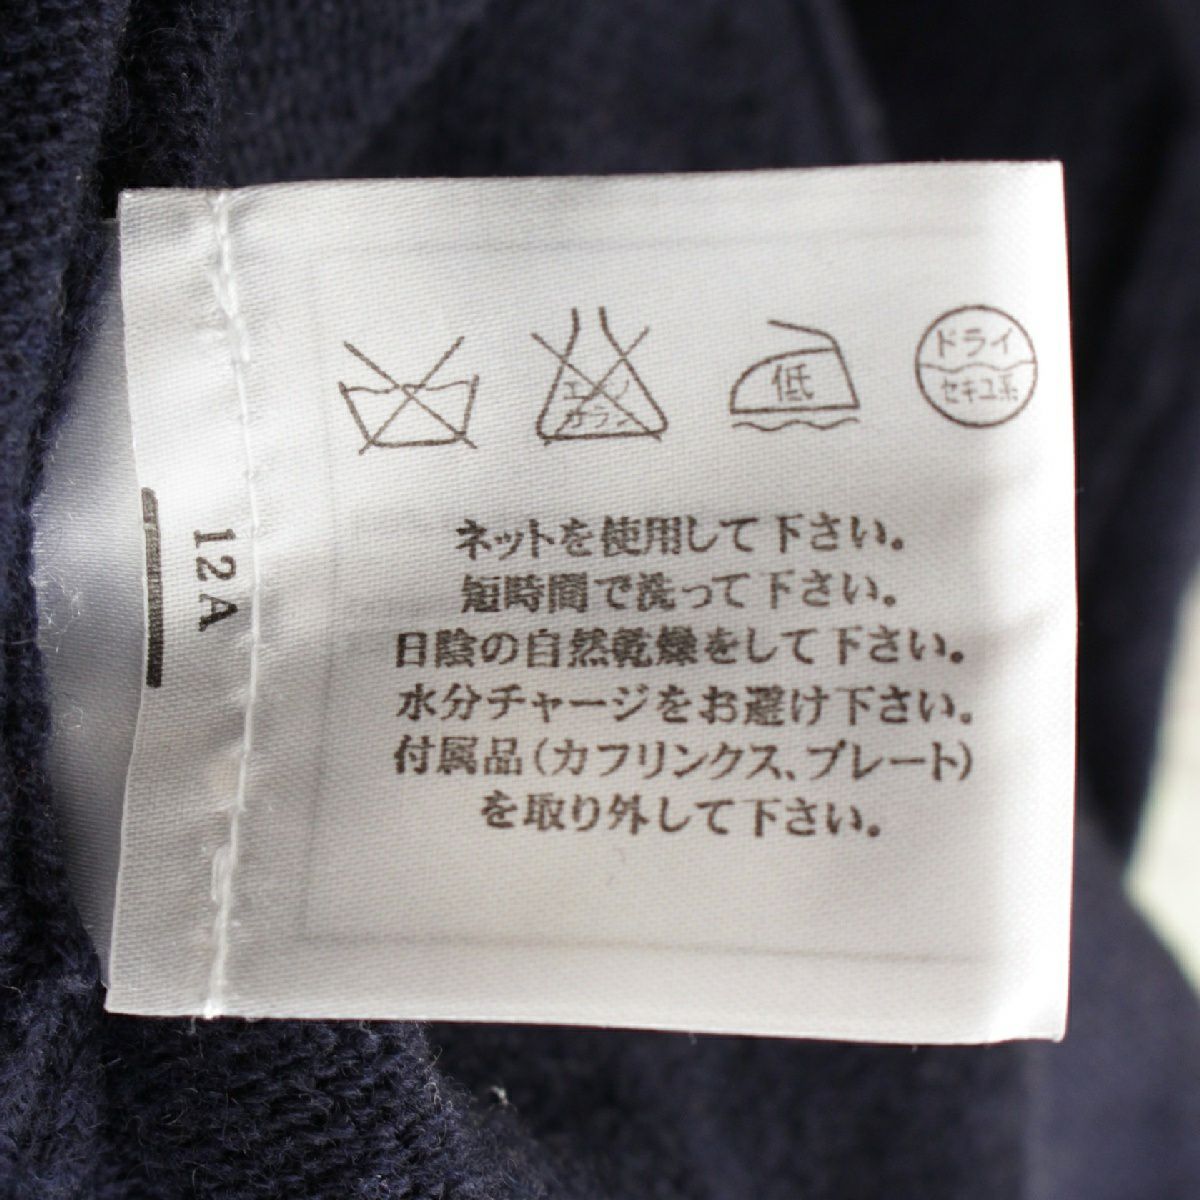 エンソ
カラン
低
ドライ
セキユ系
12A
ネットを使用して下さい。
短時間で洗って下さい。
日陰の自然乾燥をして下さい。
水分チャージをお避け下さい。
付属品(カフリンクス、プレート)
を取り外して下さい。